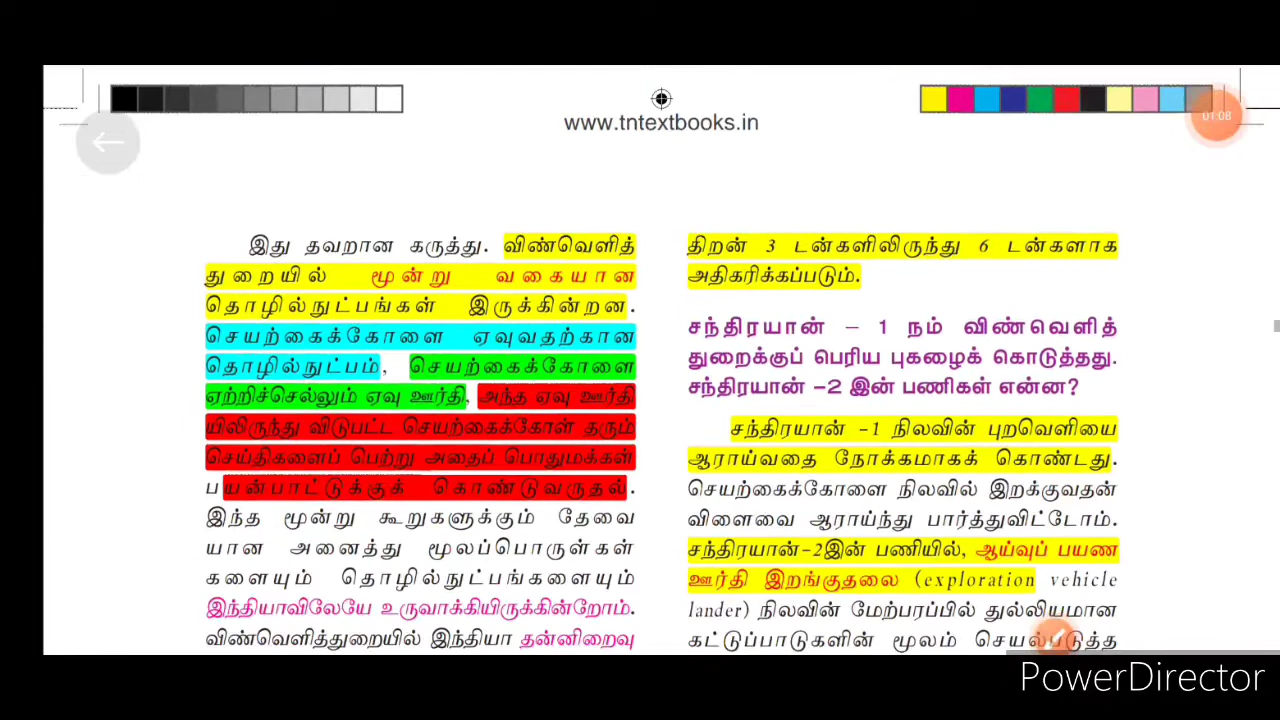 www.tntextbooks.in
01:08
இது தவறான கருத்து. விண்வெளித்
துறையில் மூன்று வகையான
தொழில்நுட்பங்கள் இருக்கின்றன.
செயற்கைக்கோளை ஏவுவதற்கான
தொழில்நுட்பம், செயற்கைக்கோளை
ஏற்றிச்செல்லும் ஏவு ஊர்தி, அந்த ஏவு ஊர்தி
யிலிருந்து விடுபட்ட செயற்கைக்கோள் தரும்
செய்திகளைப் பெற்று அதைப் பொதுமக்கள்
பயன்பாட்டுக்குக் கொண்டுவருதல்.
இந்த மூன்று கூறுகளுக்கும் தேவை
யான அனைத்து மூலப்பொருள்கள்
களையும் தொழில்நுட்பங்களையும்
இந்தியாவிலேயே உருவாக்கியிருக்கின்றோம்.
விண்வெளித்துறையில் இந்தியா தன்னிறைவு
திறன் 3 டன்களிலிருந்து 6 டன்களாக
அதிகரிக்கப்படும்.
சந்திரயான் – 1 நம் விண்வெளித்
துறைக்குப் பெரிய புகழைக் கொடுத்தது.
சந்திரயான் –2 இன் பணிகள் என்ன?
சந்திரயான் -1 நிலவின் புறவெளியை
ஆராய்வதை நோக்கமாகக் கொண்டது.
செயற்கைக்கோளை நிலவில் இறக்குவதன்
விளைவை ஆராய்ந்து பார்த்துவிட்டோம்.
சந்திரயான்-2இன் பணியில், ஆய்வுப் பயண
ஊர்தி இறங்குதலை (exploration vehicle
lander) நிலவின் மேற்பரப்பில் துல்லியமான
கட்டுப்பாடுகளின் மூலம் செயல்படுத்த
PowerDirector